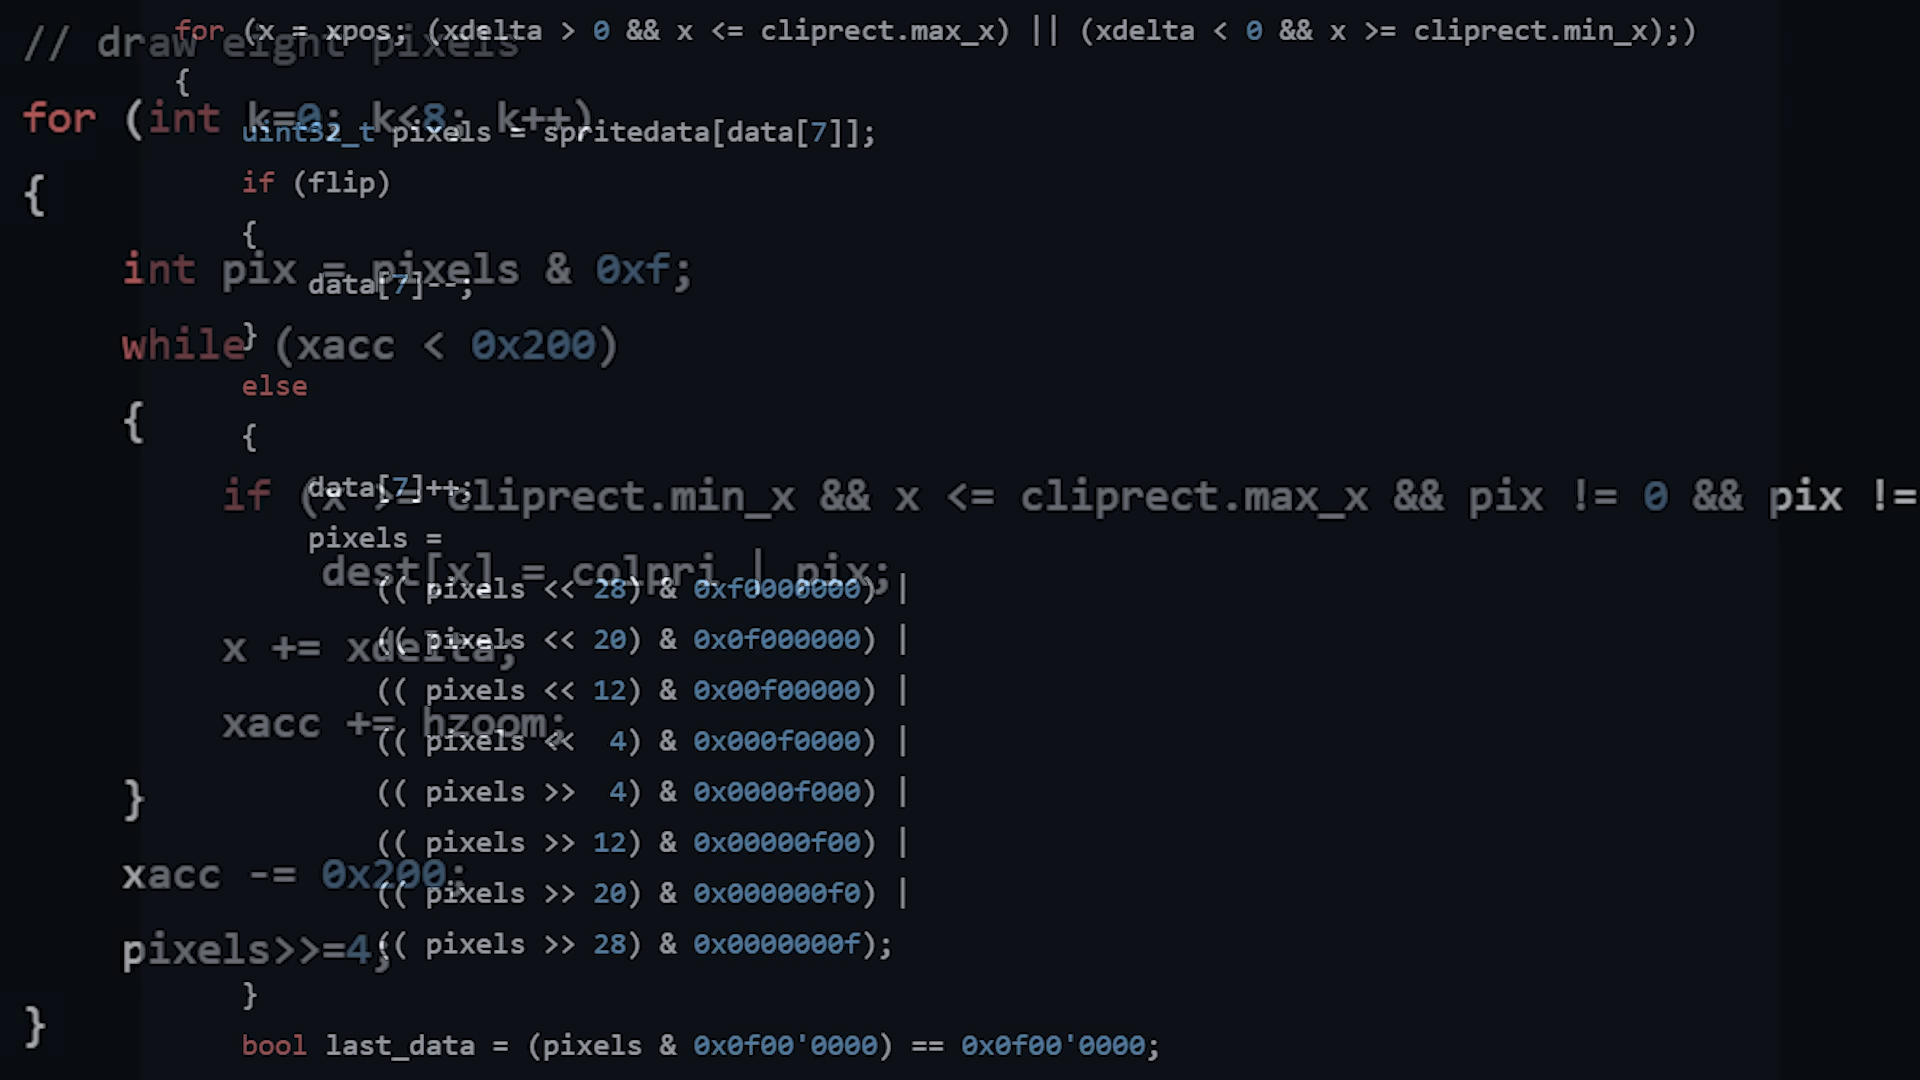 for (x = xpos; (xdelta > 0 && x <= cliprect.max_x) || (xdelta < 0 && x >= cliprect.min_x);)
{
uint32_t pixels = spritedata[data[7]];
if (flip)
{
data[7]--;
}
else
{
data[7]++;
pixels =
(( pixels << 28) & 0xf0000000) |
(( pixels << 20) & 0x0f000000) |
(( pixels << 12) & 0x00f00000) |
(( pixels <<  4) & 0x000f0000) |
(( pixels >>  4) & 0x0000f000) |
(( pixels >> 12) & 0x00000f00) |
(( pixels >> 20) & 0x000000f0) |
(( pixels >> 28) & 0x0000000f);
}
bool last_data = (pixels & 0x0f00'0000) == 0x0f00'0000;
// draw eight pixels
for (int k=0; k<8; k++)
{
int pix = pixels & 0xf;
while (xacc < 0x200)
{
if (x >= cliprect.min_x && x <= cliprect.max_x && pix != 0 && pix !=
dest[x] = colpri | pix;
x += xdelta;
xacc += hzoom;
}
xacc -= 0x200;
pixels>>=4;
}